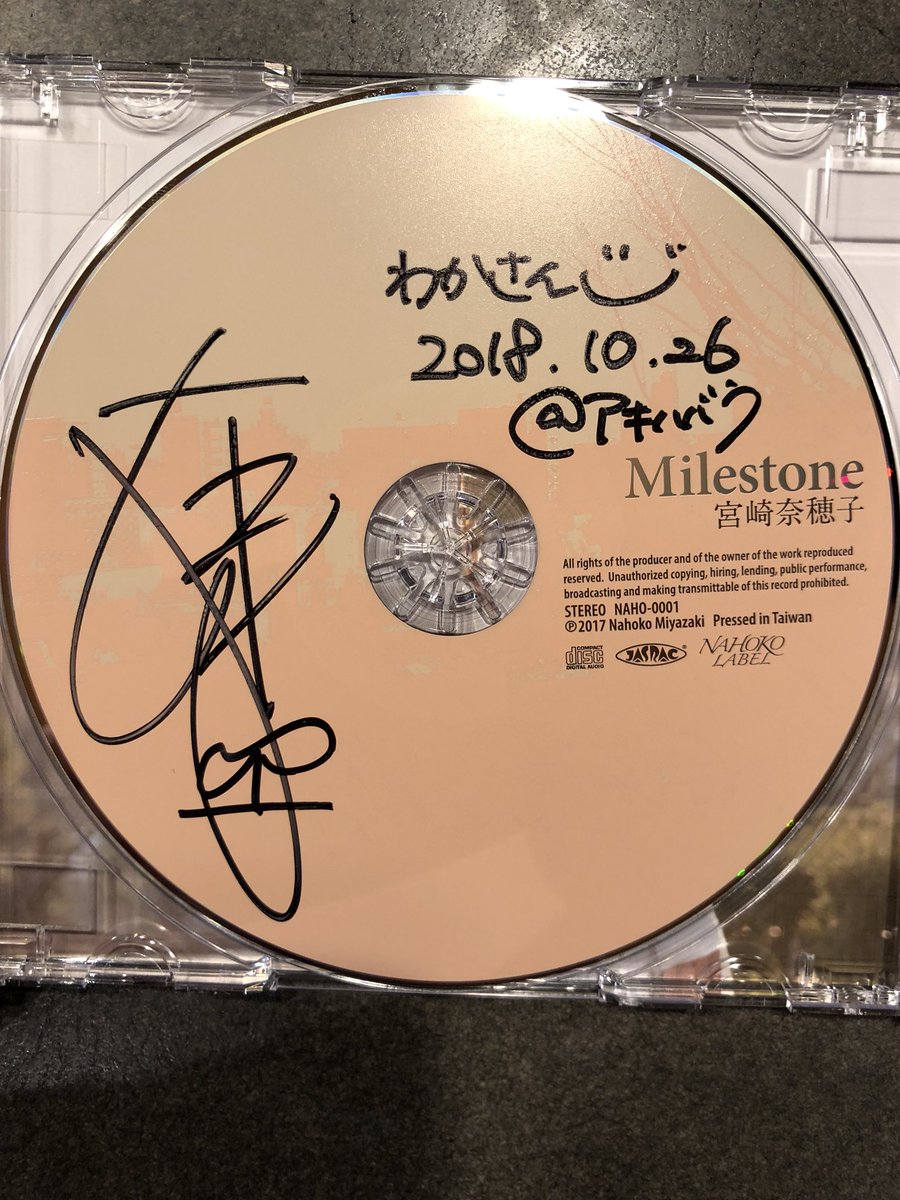 わかさん
2018.10.26
@アキバ
Milestone
宮崎奈穂子
All rights of the producer and of the owner of the work reproduced
reserved. Unauthorized copying, hiring, lending, public performance,
broadcasting and making transmittable of this record prohibited.
STEREO NAHO-0001
℗2017 Nahoko Miyazaki Pressed in Taiwan
COMPACT
disc
DIGITAL AUDIO
JASRAC®
NAHOKO
LABEL